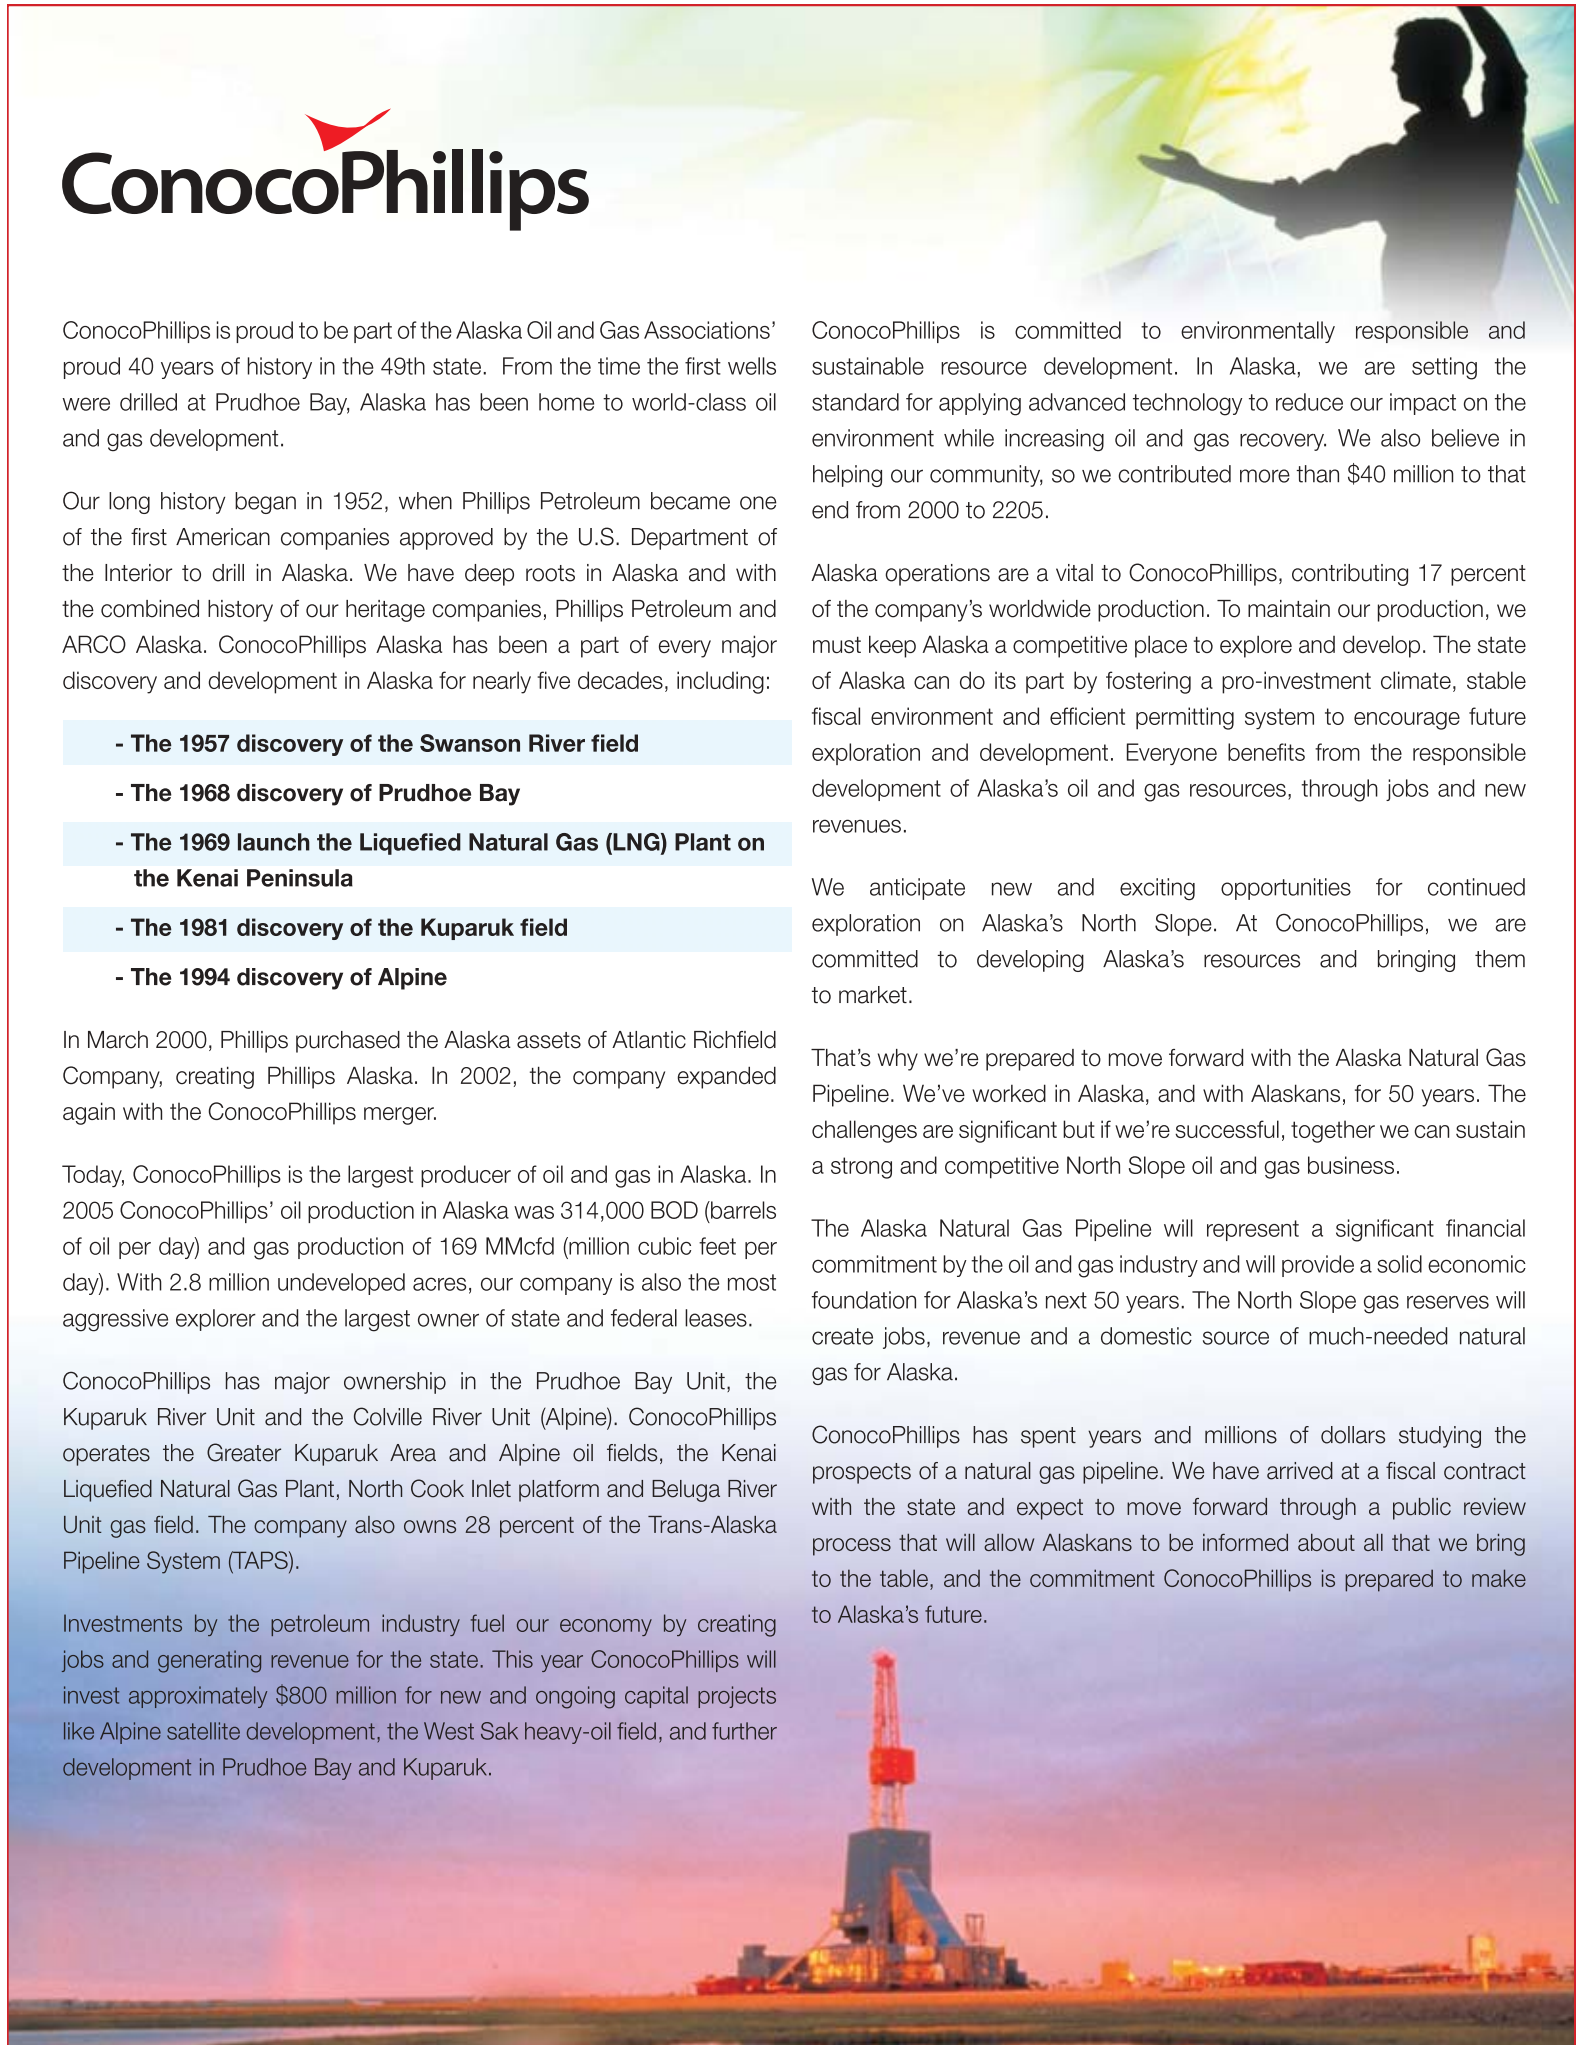 ConocoPhillips
ConocoPhillips is proud to be part of the Alaska Oil and Gas Associations’
proud 40 years of history in the 49th state.  From the time the first wells
were drilled at Prudhoe Bay, Alaska has been home to world-class oil
and gas development.
Our long history began in 1952, when Phillips Petroleum became one
of the first American companies approved by the U.S. Department of
the Interior to drill in Alaska. We have deep roots in Alaska and with
the combined history of our heritage companies, Phillips Petroleum and
ARCO Alaska. ConocoPhillips Alaska has been a part of every major
discovery and development in Alaska for nearly five decades, including:
- The 1957 discovery of the Swanson River field
- The 1968 discovery of Prudhoe Bay
- The 1969 launch the Liquefied Natural Gas (LNG) Plant on
the Kenai Peninsula
- The 1981 discovery of the Kuparuk field
- The 1994 discovery of Alpine
In March 2000, Phillips purchased the Alaska assets of Atlantic Richfield
Company, creating Phillips Alaska. In 2002, the company expanded
again with the ConocoPhillips merger.
Today, ConocoPhillips is the largest producer of oil and gas in Alaska. In
2005 ConocoPhillips’ oil production in Alaska was 314,000 BOD (barrels
of oil per day) and gas production of 169 MMcfd (million cubic feet per
day). With 2.8 million undeveloped acres, our company is also the most
aggressive explorer and the largest owner of state and federal leases.
ConocoPhillips has major ownership in the Prudhoe Bay Unit, the
Kuparuk River Unit and the Colville River Unit (Alpine). ConocoPhillips
operates the Greater Kuparuk Area and Alpine oil fields, the Kenai
Liquefied Natural Gas Plant, North Cook Inlet platform and Beluga River
Unit gas field. The company also owns 28 percent of the Trans-Alaska
Pipeline System (TAPS).
Investments by the petroleum industry fuel our economy by creating
jobs and generating revenue for the state. This year ConocoPhillips will
invest approximately $800 million for new and ongoing capital projects
like Alpine satellite development, the West Sak heavy-oil field, and further
development in Prudhoe Bay and Kuparuk.
ConocoPhillips is committed to environmentally responsible and
sustainable resource development. In Alaska, we are setting the
standard for applying advanced technology to reduce our impact on the
environment while increasing oil and gas recovery. We also believe in
helping our community, so we contributed more than $40 million to that
end from 2000 to 2205.
Alaska operations are a vital to ConocoPhillips, contributing 17 percent
of the company’s worldwide production. To maintain our production, we
must keep Alaska a competitive place to explore and develop. The state
of Alaska can do its part by fostering a pro-investment climate, stable
fiscal environment and efficient permitting system to encourage future
exploration and development. Everyone benefits from the responsible
development of Alaska’s oil and gas resources, through jobs and new
revenues.
We anticipate new and exciting opportunities for continued
exploration on Alaska’s North Slope. At ConocoPhillips, we are
committed to developing Alaska’s resources and bringing them
to market.
That’s why we’re prepared to move forward with the Alaska Natural Gas
Pipeline. We’ve worked in Alaska, and with Alaskans, for 50 years. The
challenges are significant but if we’re successful, together we can sustain
a strong and competitive North Slope oil and gas business.
The Alaska Natural Gas Pipeline will represent a significant financial
commitment by the oil and gas industry and will provide a solid economic
foundation for Alaska’s next 50 years. The North Slope gas reserves will
create jobs, revenue and a domestic source of much-needed natural
gas for Alaska.
ConocoPhillips has spent years and millions of dollars studying the
prospects of a natural gas pipeline. We have arrived at a fiscal contract
with the state and expect to move forward through a public review
process that will allow Alaskans to be informed about all that we bring
to the table, and the commitment ConocoPhillips is prepared to make
to Alaska’s future.